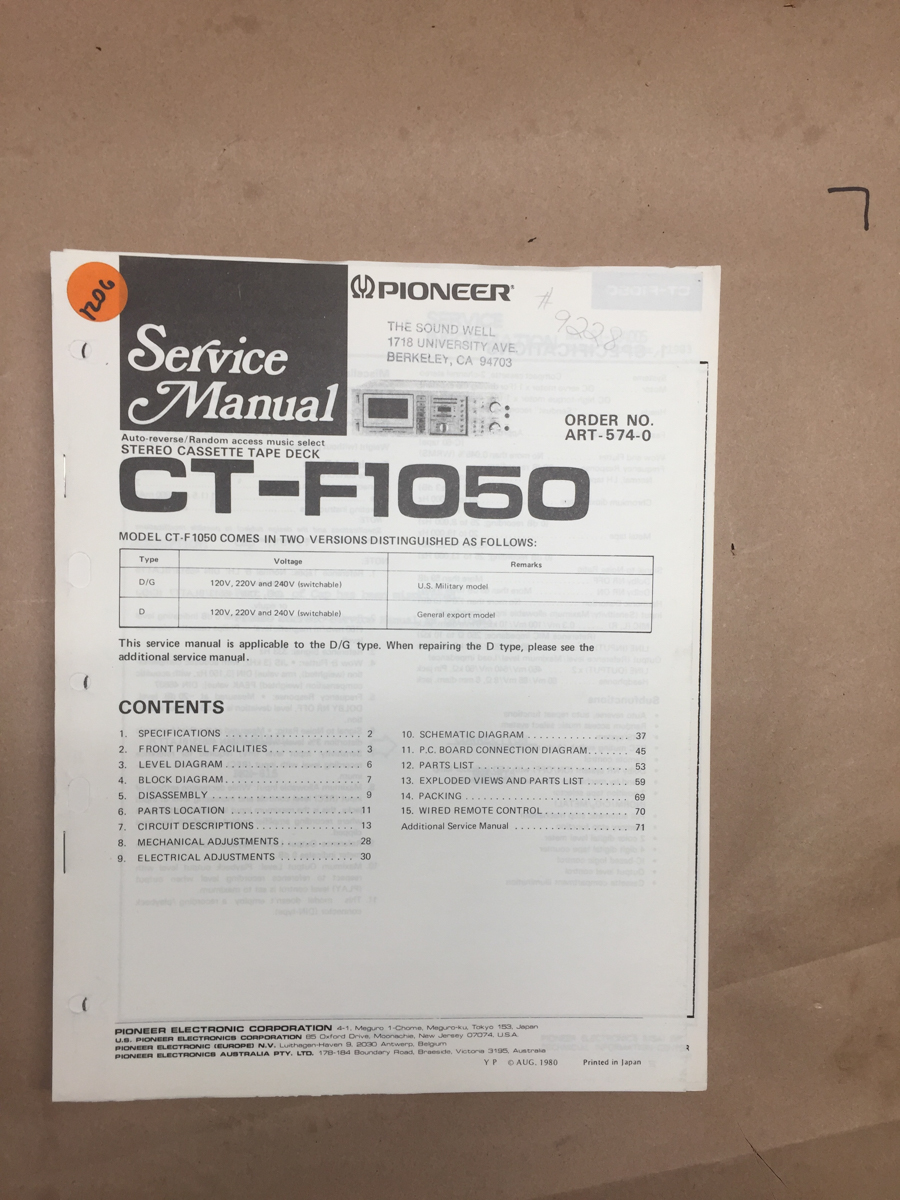 1206
PIONEER®
# 9228
THE SOUND WELL
1718 UNIVERSITY AVE.
BERKELEY, CA 94703
Service
Manual
ORDER NO.
ART-574-0
Auto-reverse/Random access music select
STEREO CASSETTE TAPE DECK
CT-F1050
MODEL CT-F1050 COMES IN TWO VERSIONS DISTINGUISHED AS FOLLOWS:
Type Voltage Remarks
D/G 120V, 220V and 240V (switchable) U.S. Military model
D 120V, 220V and 240V (switchable) General export model
This service manual is applicable to the D/G type. When repairing the D type, please see the
additional service manual.
CONTENTS
1. SPECIFICATIONS . . . . . . . . . . . . . . . . . . . . . 2
2. FRONT PANEL FACILITIES. . . . . . . . . . . . . . 3
3. LEVEL DIAGRAM . . . . . . . . . . . . . . . . . . . . . 6
4. BLOCK DIAGRAM. . . . . . . . . . . . . . . . . . . . . 7
5. DISASSEMBLY . . . . . . . . . . . . . . . . . . . . . . . 9
6. PARTS LOCATION . . . . . . . . . . . . . . . . . . . . 11
7. CIRCUIT DESCRIPTIONS. . . . . . . . . . . . . . . . 13
8. MECHANICAL ADJUSTMENTS . . . . . . . . . . . . 28
9. ELECTRICAL ADJUSTMENTS . . . . . . . . . . . . 30
10. SCHEMATIC DIAGRAM . . . . . . . . . . . . . . . . . 37
11. P.C. BOARD CONNECTION DIAGRAM. . . . . . . 45
12. PARTS LIST . . . . . . . . . . . . . . . . . . . . . . . . . 53
13. EXPLODED VIEWS AND PARTS LIST . . . . . . . 59
14. PACKING . . . . . . . . . . . . . . . . . . . . . . . . . . . 69
15. WIRED REMOTE CONTROL. . . . . . . . . . . . . . 70
Additional Service Manual . . . . . . . . . . . . . . . . . . . 71
PIONEER ELECTRONIC CORPORATION 4-1, Meguro 1-Chome, Meguro-ku, Tokyo 153, Japan
U.S. PIONEER ELECTRONICS CORPORATION 85 Oxford Drive, Moonachie, New Jersey 07074, U.S.A.
PIONEER ELECTRONIC (EUROPE) N.V. Luithagen-Haven 9, 2030 Antwerp, Belgium
PIONEER ELECTRONICS AUSTRALIA PTY. LTD. 178-184 Boundary Road, Braeside, Victoria 3195, Australia
Y P © AUG. 1980 Printed in Japan